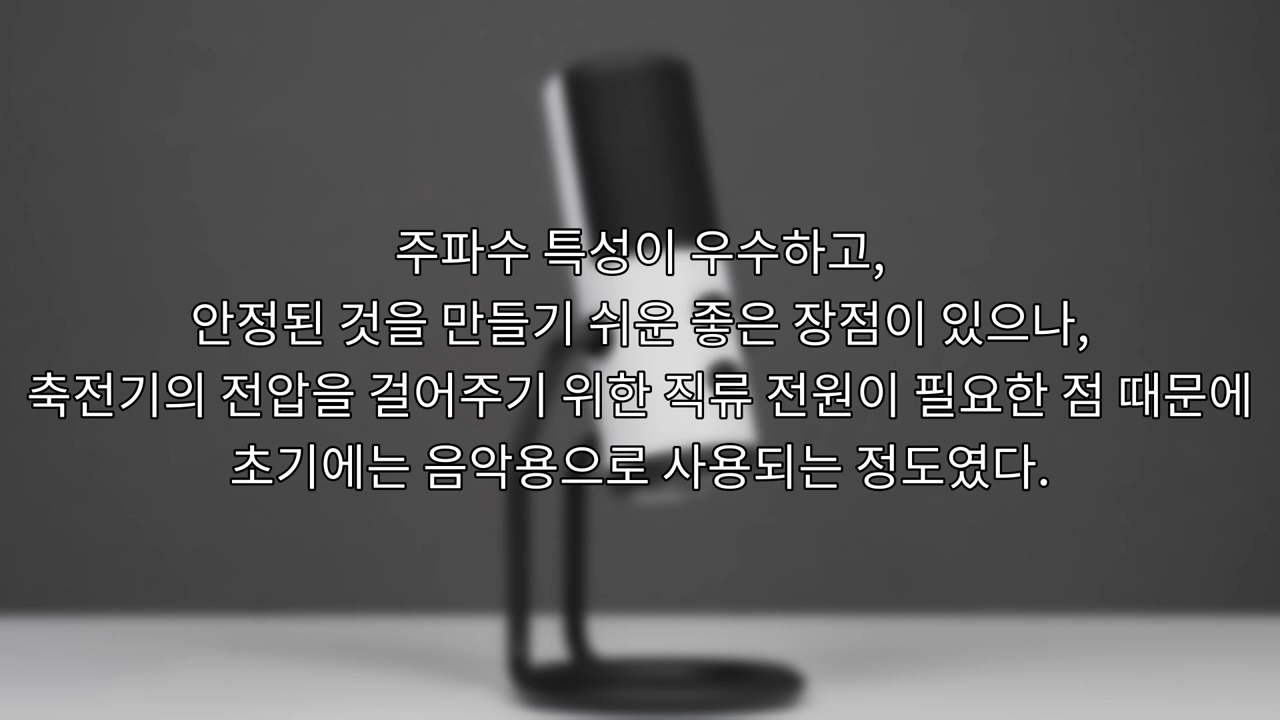 주파수 특성이 우수하고,
안정된 것을 만들기 쉬운 좋은 장점이 있으나,
축전기의 전압을 걸어주기 위한 직류 전원이 필요한 점 때문에
초기에는 음악용으로 사용되는 정도였다.